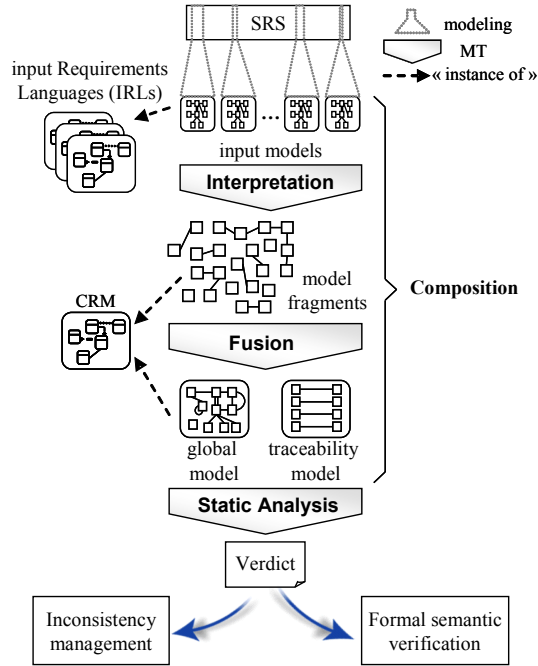 SRS
modeling
MT
« instance of »
input Requirements
Languages (IRLs)
...
input models
Interpretation
model
fragments
CRM
Composition
Fusion
global
model
traceability
model
Static Analysis
Verdict
Inconsistency
management
Formal semantic
verification